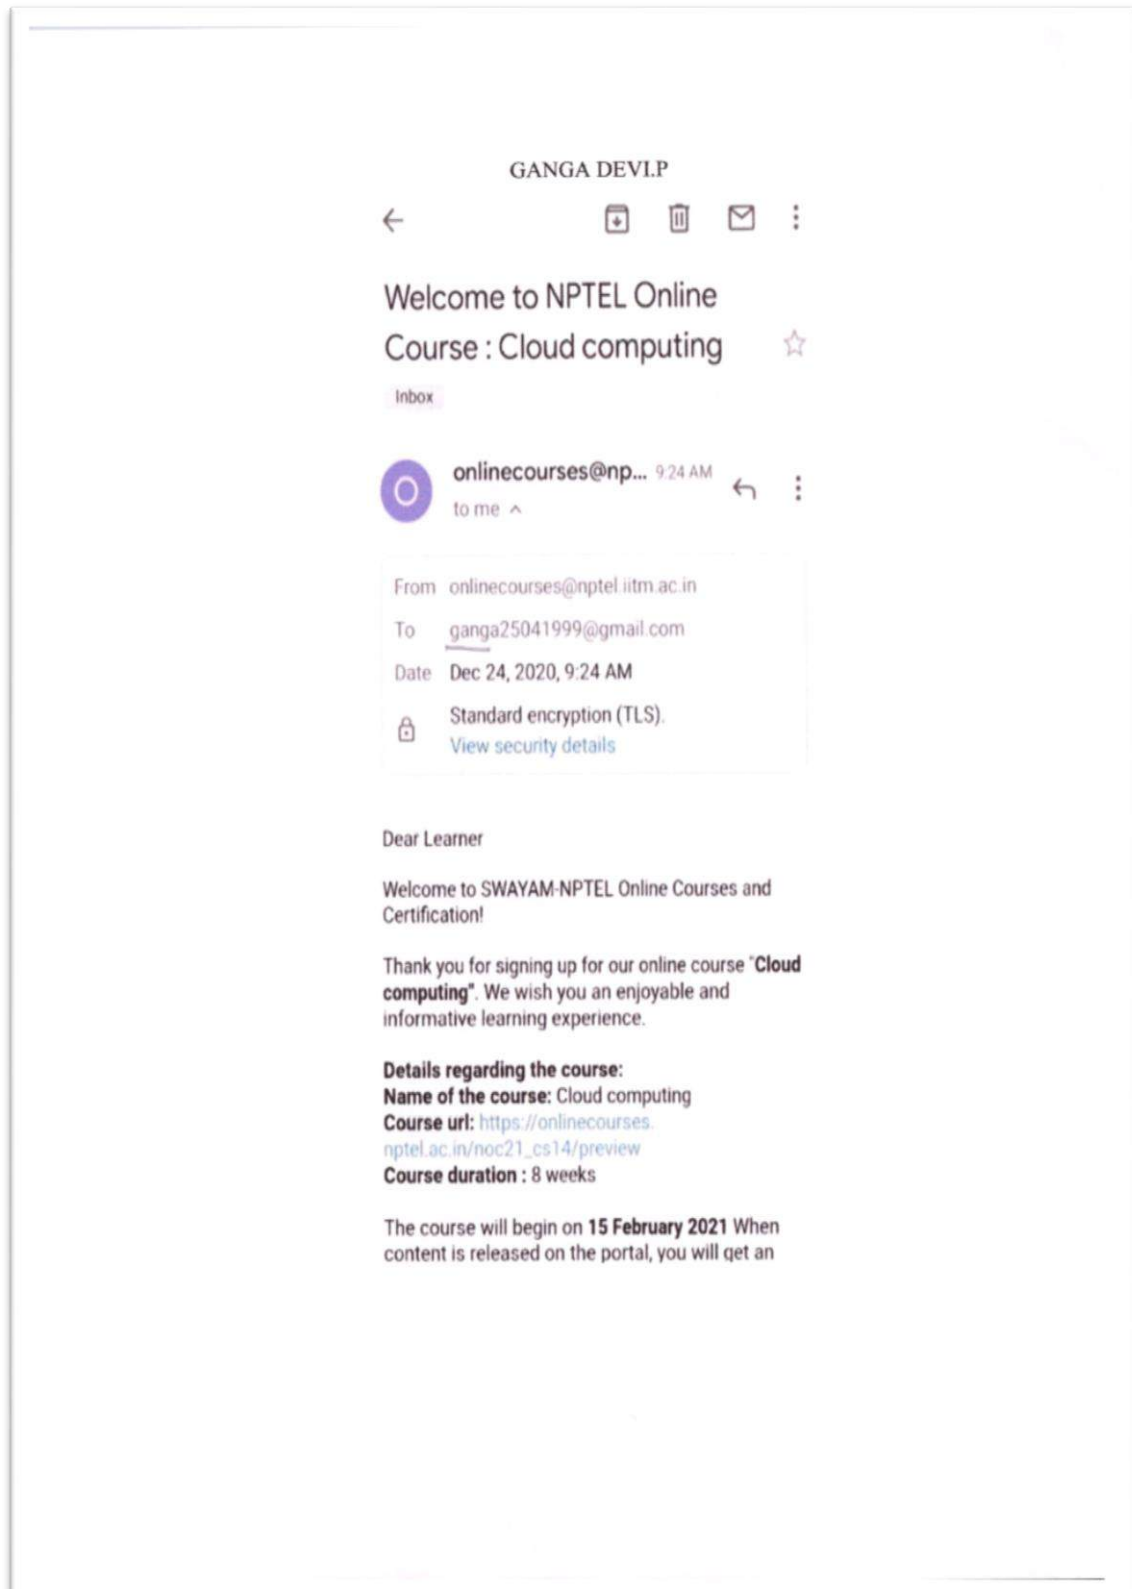 GANGA DEVI.P
Welcome to NPTEL Online
Course : Cloud computing
Inbox
O
onlinecourses@np... 9:24 AM
to me
From onlinecourses@nptel.iitm.ac.in
To ganga25041999@gmail.com
Date Dec 24, 2020, 9:24 AM
Standard encryption (TLS).
View security details
Dear Learner
Welcome to SWAYAM-NPTEL Online Courses and
Certification!
Thank you for signing up for our online course "Cloud
computing". We wish you an enjoyable and
informative learning experience.
Details regarding the course:
Name of the course: Cloud computing
Course url: https://onlinecourses.
nptel.ac.in/noc21_cs14/preview
Course duration : 8 weeks
The course will begin on 15 February 2021 When
content is released on the portal, you will get an